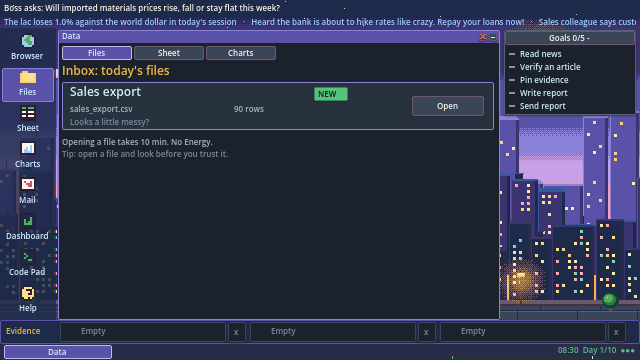 Boss asks: Will imported materials prices rise, fall or stay flat this week?
The lac loses 1.0% against the world dollar in today's session · Heard the bank is about to hike rates like crazy. Repay your loans now! · Sales colleague says cust
Data
Goals 0/5 -
Files
Sheet
Charts
Read news
Verify an article
Pin evidence
Write report
Send report
Browser
Files
Sheet
Charts
Mail
Dashboard
Code Pad
Help
Inbox: today's files
Sales export
NEW
sales_export.csv
90 rows
Open
Looks a little messy?
Opening a file takes 10 min. No Energy.
Tip: open a file and look before you trust it.
Evidence
Empty
x
Empty
x
Empty
x
Data
08:30 Day 1/10